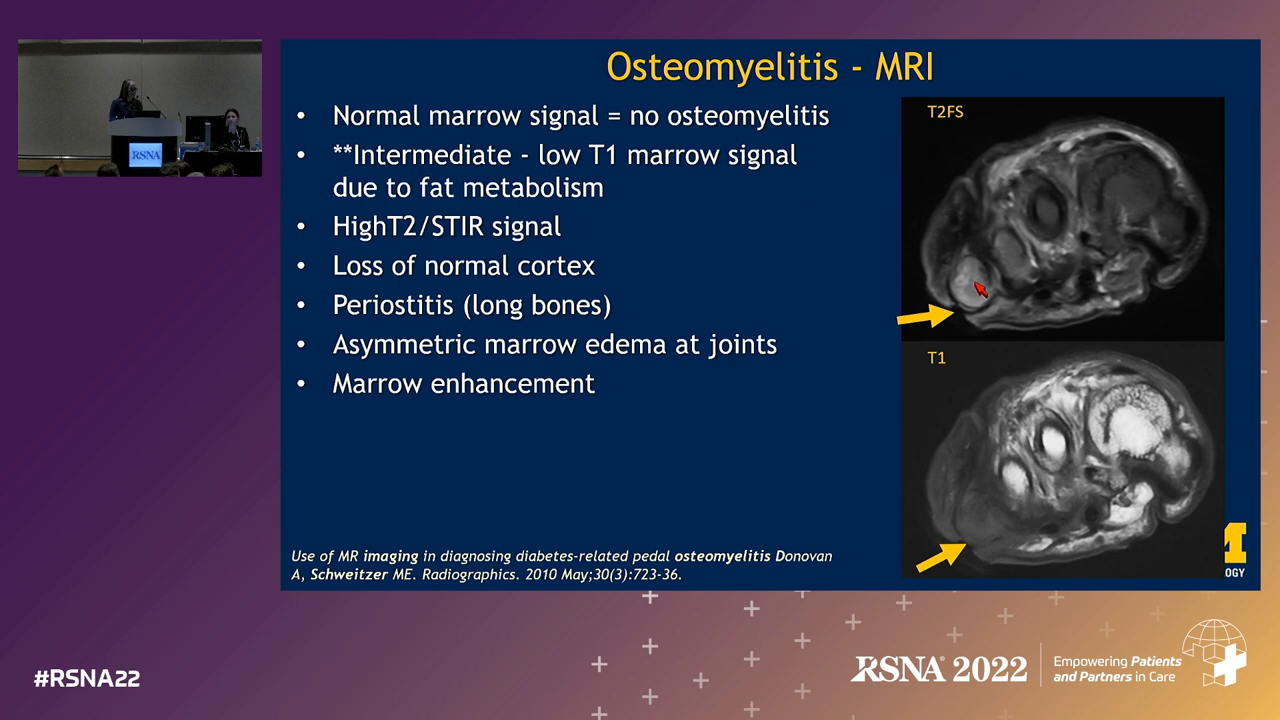 Osteomyelitis - MRI
• Normal marrow signal = no osteomyelitis
• **Intermediate - low T1 marrow signal
due to fat metabolism
• HighT2/STIR signal
• Loss of normal cortex
• Periostitis (long bones)
• Asymmetric marrow edema at joints
• Marrow enhancement
Use of MR imaging in diagnosing diabetes-related pedal osteomyelitis Donovan
A, Schweitzer ME. Radiographics. 2010 May;30(3):723-36.
T2FS
T1
OGY
RSNA
#RSNA22
RSNA® 2022
Empowering Patients
and Partners in Care